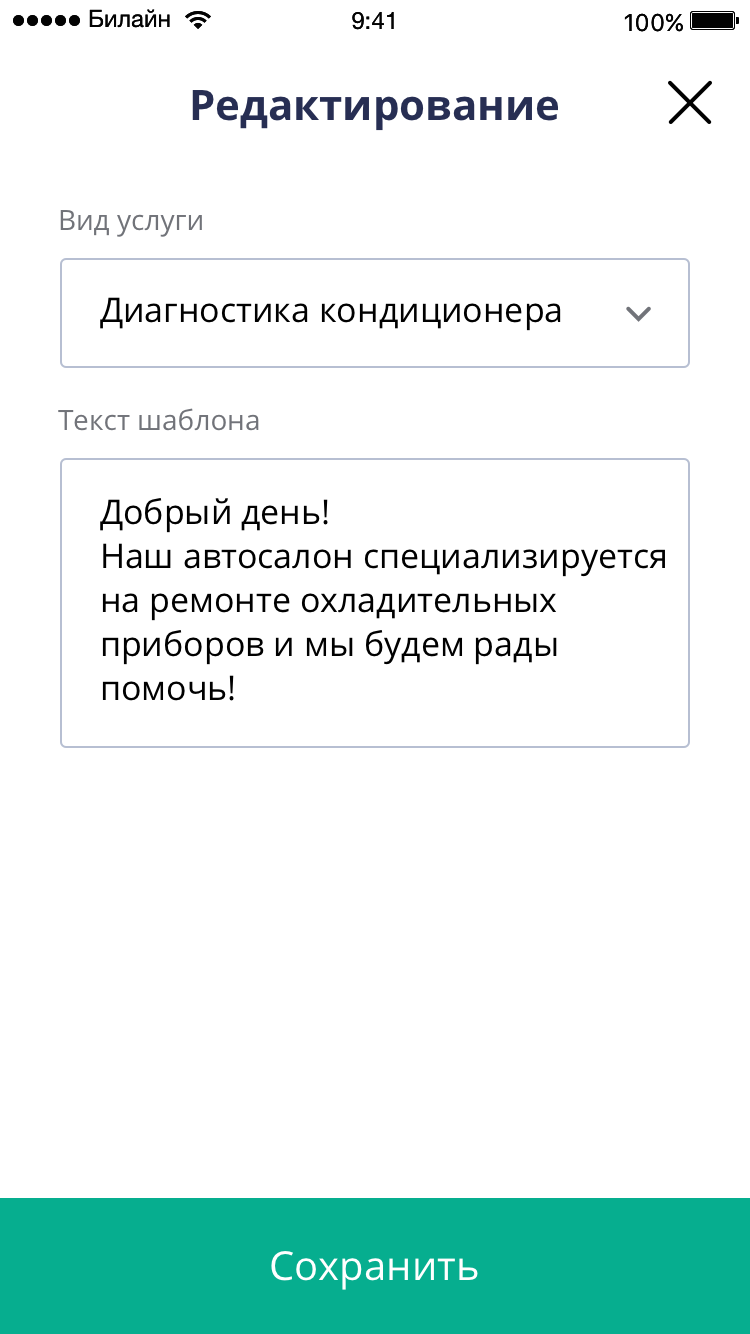 Билайн 9:41 100%
Редактирование
Вид услуги
Диагностика кондиционера
Текст шаблона
Добрый день!
Наш автосалон специализируется
на ремонте охладительных
приборов и мы будем рады
помочь!
Сохранить